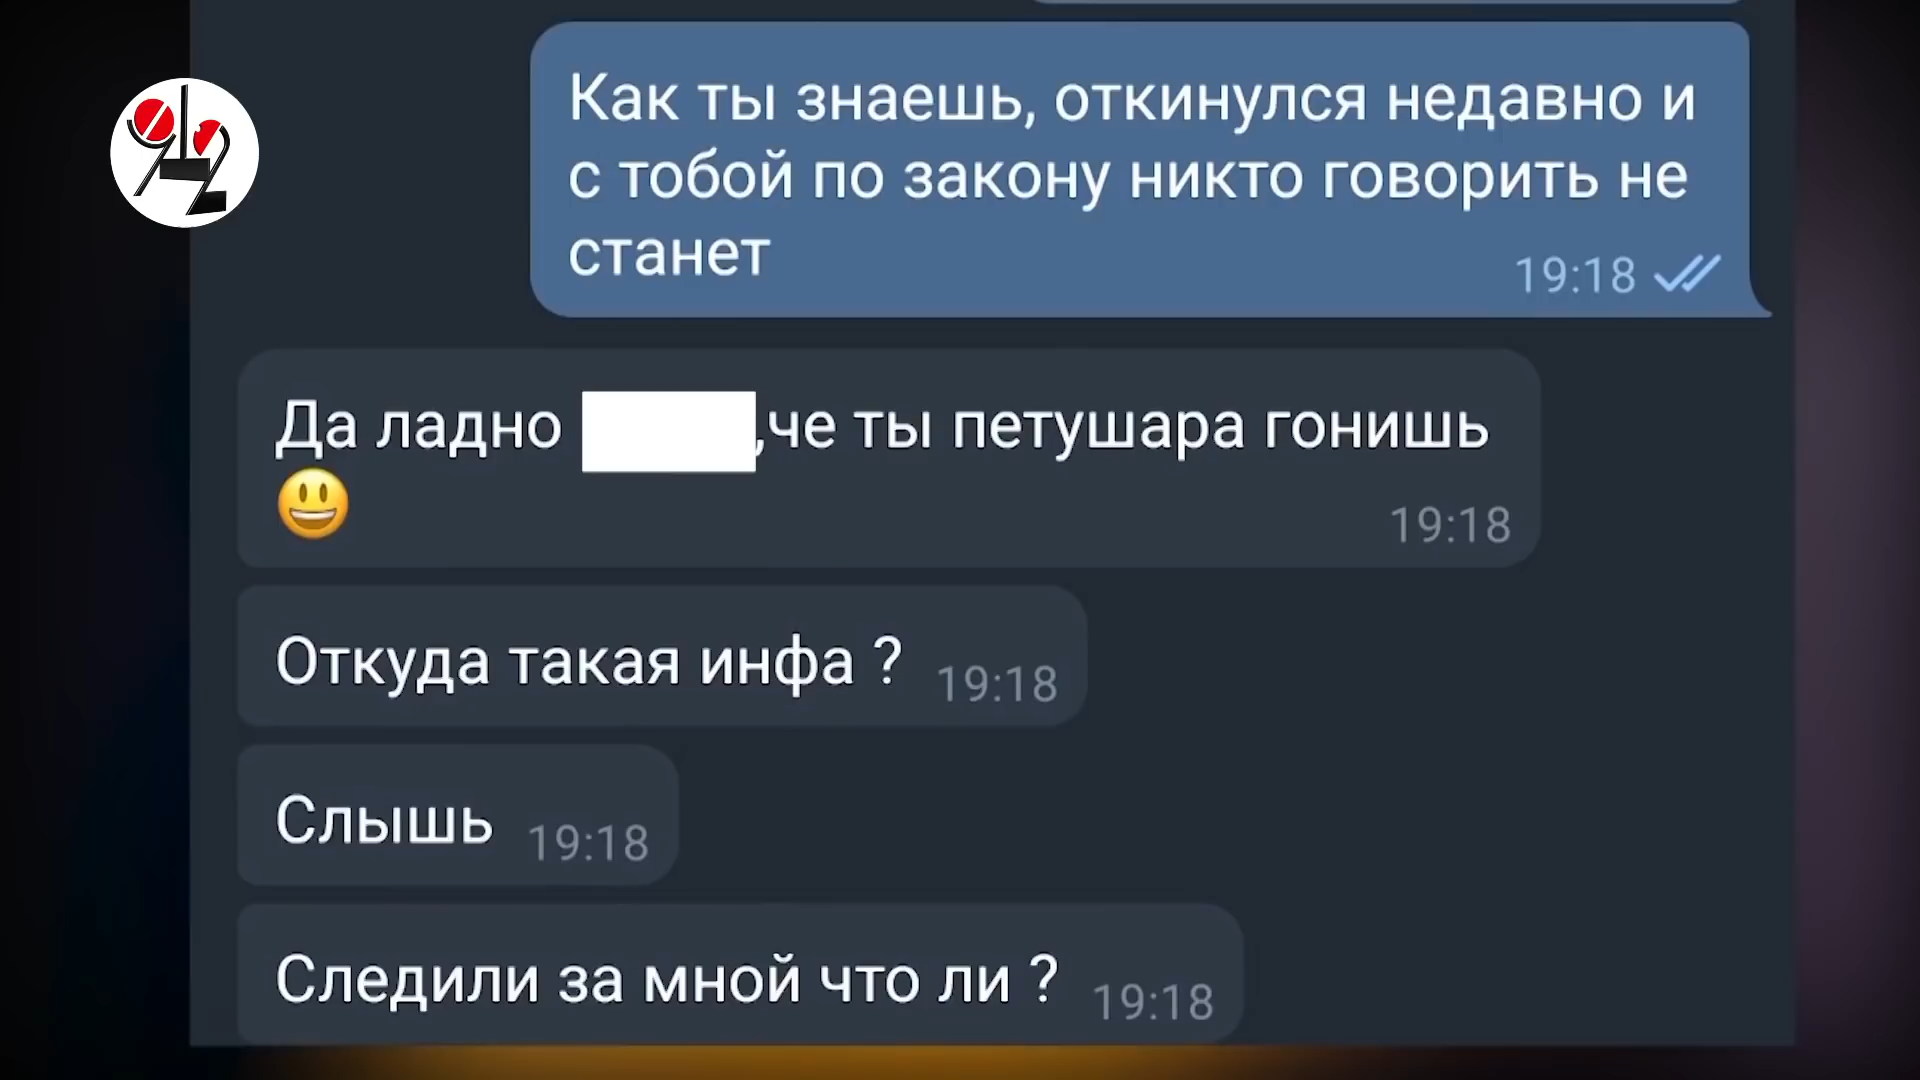 Как ты знаешь, откинулся недавно и
с тобой по закону никто говорить не
станет
19:18
Да ладно ,че ты петушара гонишь
😃
19:18
Откуда такая инфа ? 19:18
Слышь 19:18
Следили за мной что ли ? 19:18